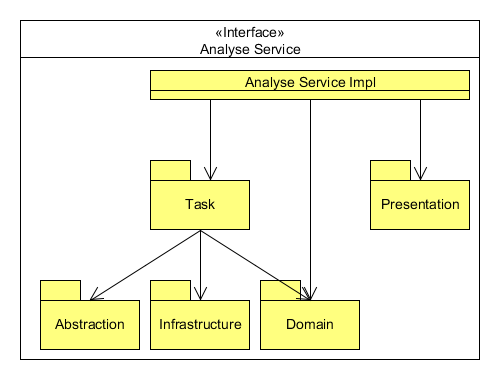 «Interface»
Analyse Service
Analyse Service Impl
Task
Presentation
Abstraction
Infrastructure
Domain